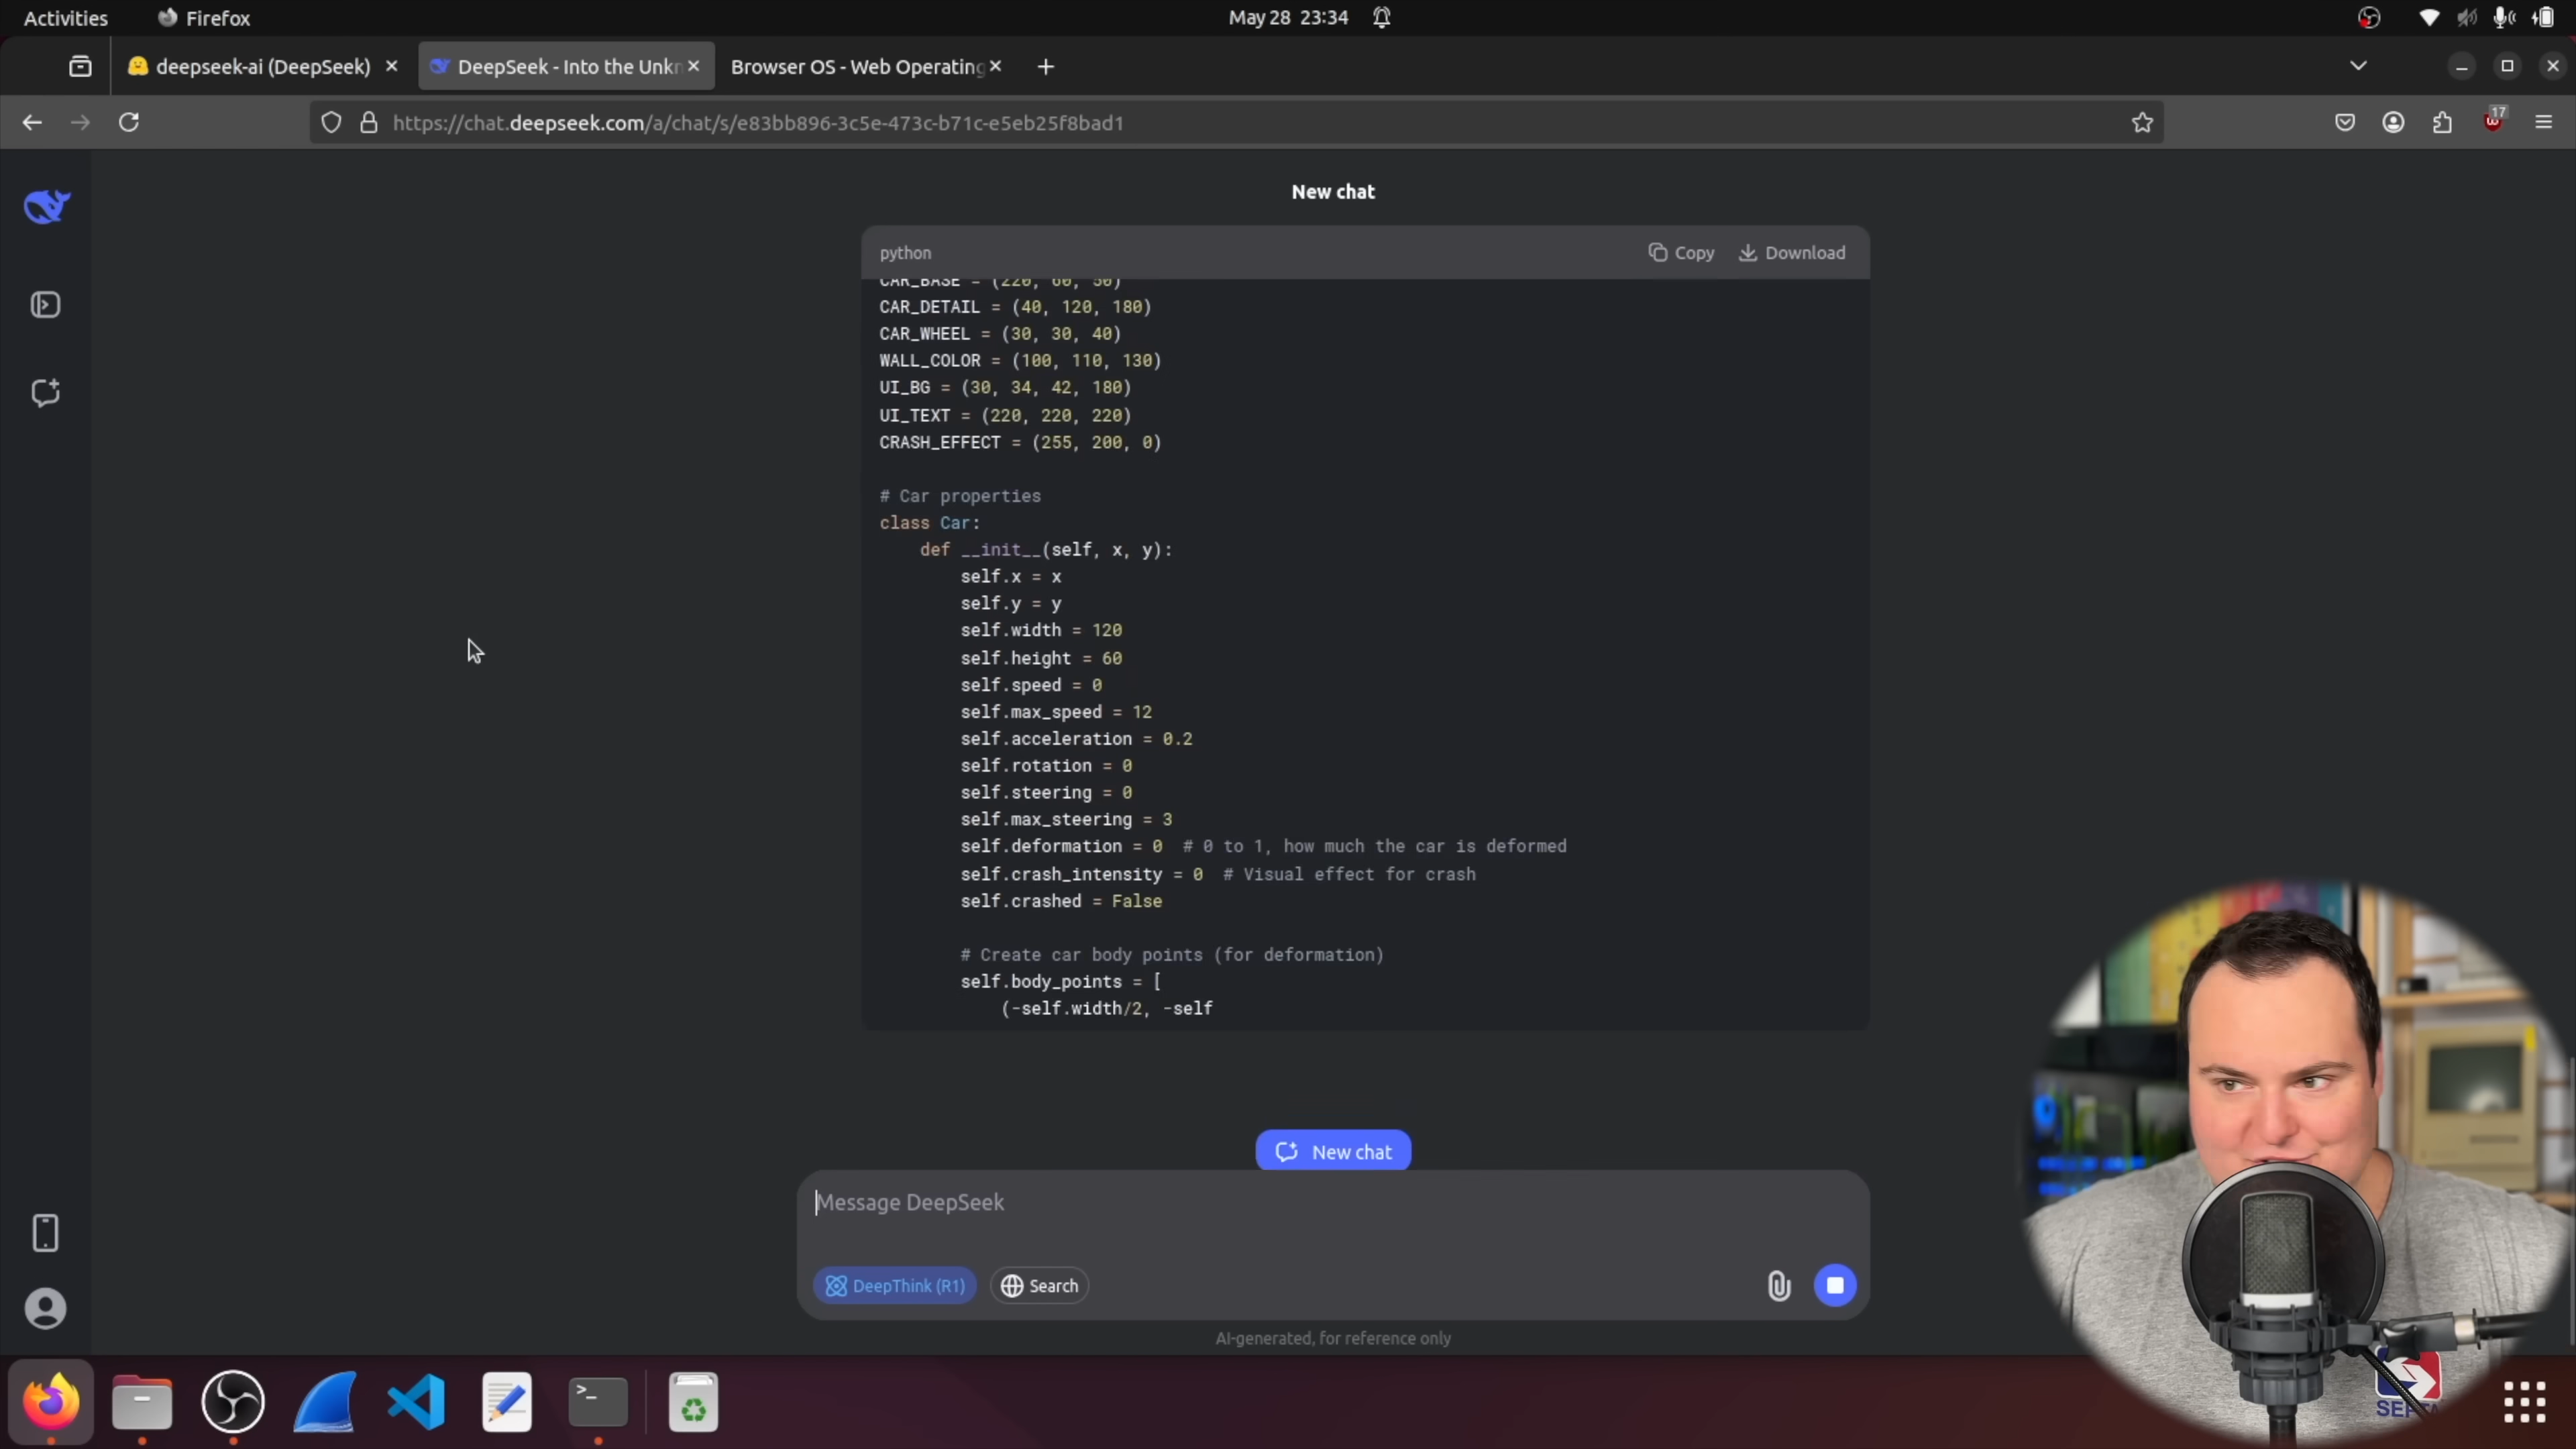 Activities
Firefox
May 28 23:34
deepseek-ai (DeepSeek)
DeepSeek - Into the Unkn
Browser OS - Web Operating
https://chat.deepseek.com/a/chat/s/e83bb896-3c5e-473c-b71c-e5eb25f8bad1
17
New chat
python
Copy
Download
CAR_BASE = (220, 60, 50)
CAR_DETAIL = (40, 120, 180)
CAR_WHEEL = (30, 30, 40)
WALL_COLOR = (100, 110, 130)
UI_BG = (30, 34, 42, 180)
UI_TEXT = (220, 220, 220)
CRASH_EFFECT = (255, 200, 0)
# Car properties
class Car:
def __init__(self, x, y):
self.x = x
self.y = y
self.width = 120
self.height = 60
self.speed = 0
self.max_speed = 12
self.acceleration = 0.2
self.rotation = 0
self.steering = 0
self.max_steering = 3
self.deformation = 0 # 0 to 1, how much the car is deformed
self.crash_intensity = 0 # Visual effect for crash
self.crashed = False
# Create car body points (for deformation)
self.body_points = [
(-self.width/2, -self
New chat
Message DeepSeek
DeepThink (R1)
Search
AI-generated, for reference only